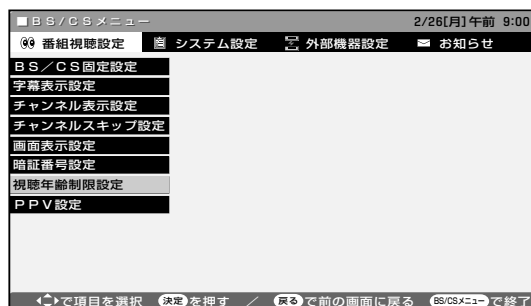 ■BS/CSメニュー 2/26[月]午前 9:00
番組視聴設定 システム設定 外部機器設定 お知らせ
BS/CS固定設定
字幕表示設定
チャンネル表示設定
チャンネルスキップ設定
画面表示設定
暗証番号設定
視聴年齢制限設定
PPV設定
で項目を選択 決定を押す / 戻るで前の画面に戻る BS/CSメニューで終了